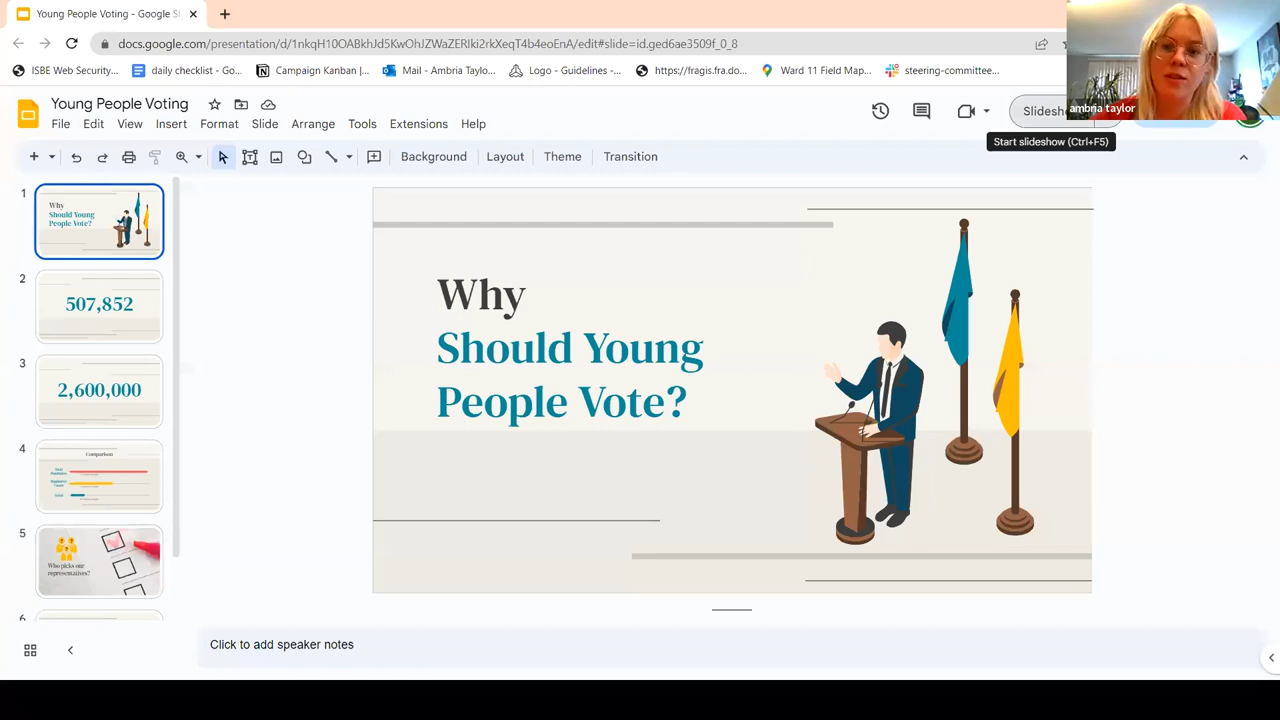 Young People Voting - Google Sl
docs.google.com/presentation/d/1nkqH10OABkhJd5KwOhJZWaZERIki2rkXeqT4b4eoEnA/edit#slide=id.ged6ae3509f_0_8
ISBE Web Security...
daily checklist - Go...
Campaign Kanban |...
Mail - Ambria Taylo...
Logo - Guidelines -...
https://fragis.fra.do...
Ward 11 Field Map...
steering-committe...
ambria taylor
Young People Voting
File Edit View Insert Format Slide Arrange Tools Extensions Help
Slidesh
Start slideshow (Ctrl+F5)
Background Layout Theme Transition
1
Why
Should Young
People Vote?
2
507,852
3
2,600,000
4
Comparison
5
Who picks our
representatives?
6
Why
Should Young
People Vote?
Click to add speaker notes